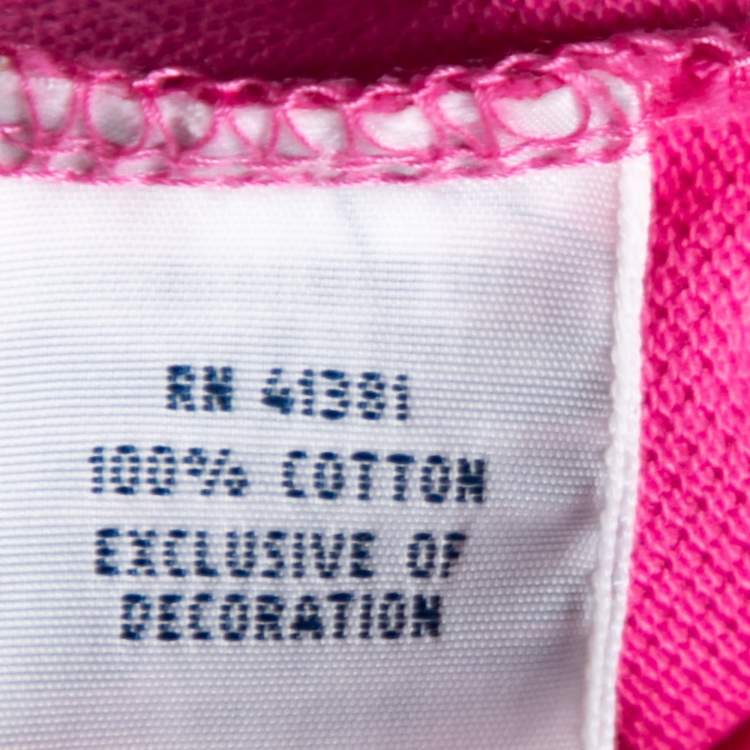 RN 41381
100% COTTON
EXCLUSIVE OF
DECORATION